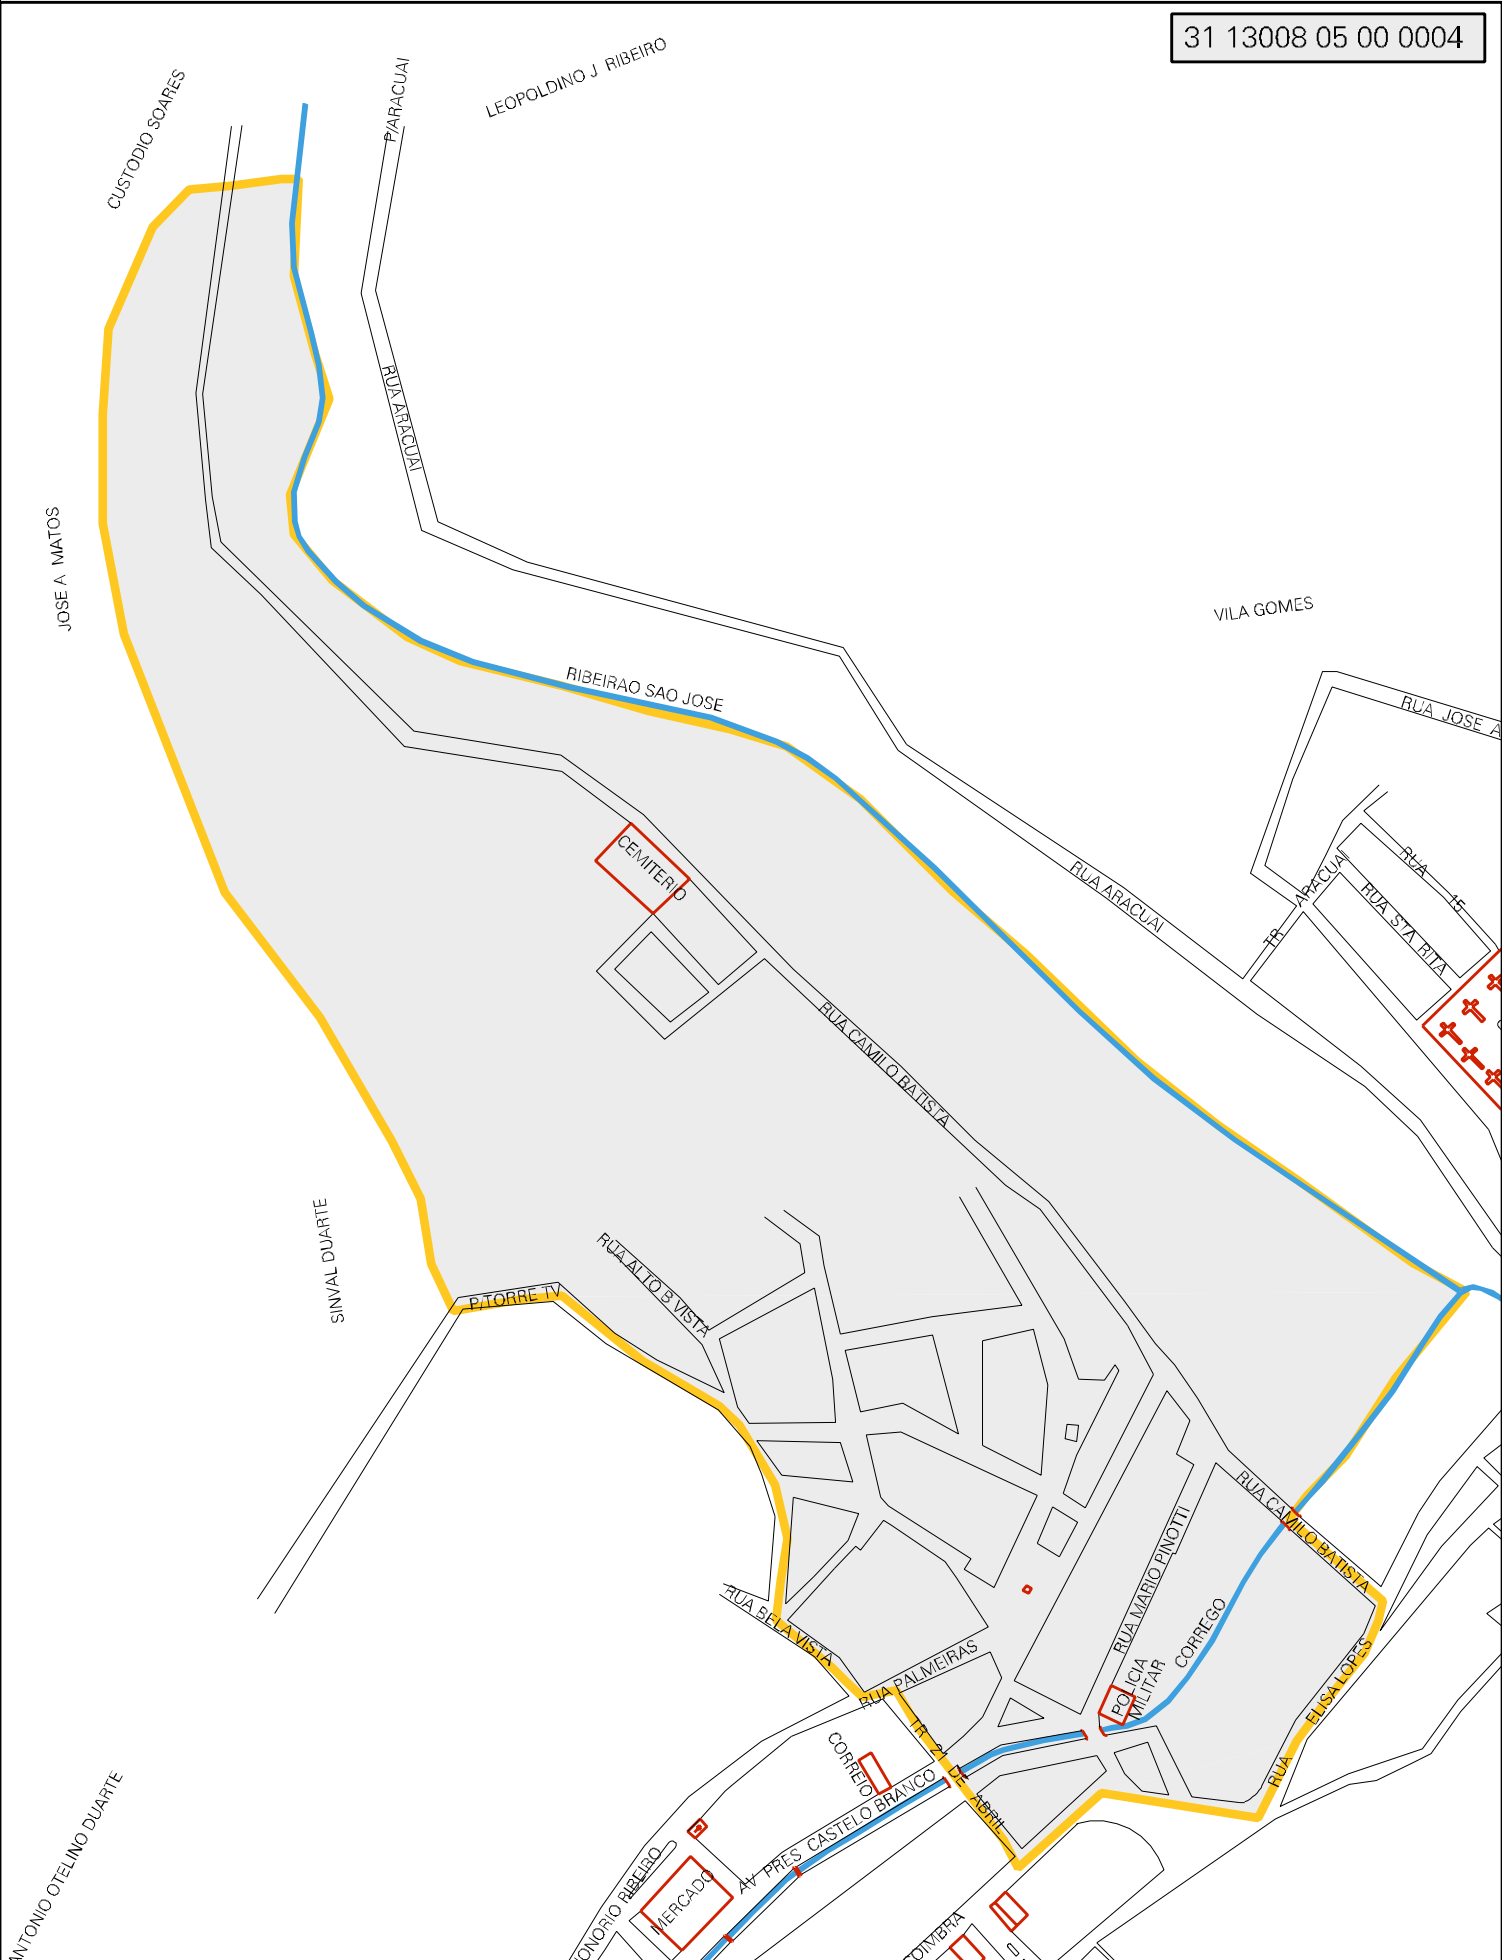 31 13008 05 00 0004
CUSTODIO SOARES
P/ARACUAI
LEOPOLDINO J RIBEIRO
RUA ARACUAI
JOSE A MATOS
VILA GOMES
RIBEIRAO SAO JOSE
RUA JOSE A
CEMITERIO
RUA ARACUAI
TR ARACUAI
RUA 15
RUA STA RITA
RUA CAMILO BATISTA
SINVAL DUARTE
P/TORRE TV
RUA ALTO B VISTA
RUA CAMILO BATISTA
RUA MARIO PINOTTI
CORREGO
RUA BELA VISTA
RUA PALMEIRAS
POLICIA
MILITAR
RUA ELISA LOPES
TR 21 DE ABRIL
CORREIO
AV PRES CASTELO BRANCO
ANTONIO OTELINO DUARTE
HONORIO RIBEIRO
MERCADO
COIMBRA